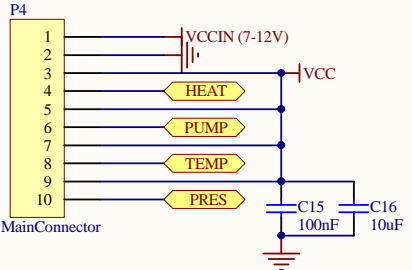 P4
1
VCCIN (7-12V)
2
3
VCC
4
HEAT
5
6
PUMP
7
8
TEMP
9
10
PRES
MainConnector
C15
100nF
C16
10uF